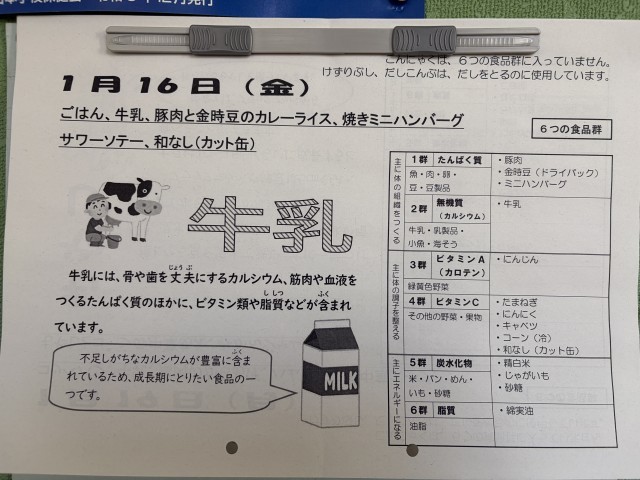 月発行
こんにゃくは、６つの食品群に入っていません。
けずりぶし、だしこんぶは、だしをとるのに使用しています。
１月１６日（金）
ごはん、牛乳、豚肉と金時豆のカレーライス、焼きミニハンバーグ
サワーソテー、和なし（カット缶）
６つの食品群
主に体の組織をつくる
１群 たんぱく質
魚・肉・卵・
豆・豆製品
・豚肉
・金時豆（ドライパック）
・ミニハンバーグ
２群 無機質
（カルシウム）
牛乳・乳製品・
小魚・海そう
・牛乳
主に体の調子を整える
３群 ビタミンＡ
（カロテン）
緑黄色野菜
・にんじん
４群 ビタミンＣ
その他の野菜・果物
・たまねぎ
・にんにく
・キャベツ
・コーン（冷）
・和なし（カット缶）
主にエネルギーになる
５群 炭水化物
米・パン・めん・
いも・砂糖
・精白米
・じゃがいも
・砂糖
６群 脂質
油脂
・綿実油
牛乳
牛乳には、骨や歯を丈夫にするカルシウム、筋肉や血液を
じょうぶ
つくるたんぱく質のほかに、ビタミン類や脂質などが含まれ
ししつ
ふく
ています。
不足しがちなカルシウムが豊富に含ま
ふく
れているため、成長期にとりたい食品の一
つです。
MILK